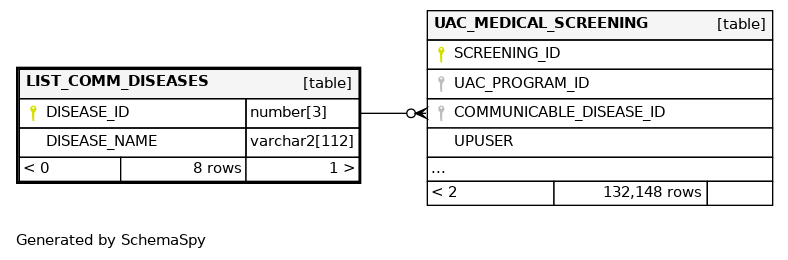 LIST_COMM_DISEASES [table]
DISEASE_ID number[3]
DISEASE_NAME varchar2[112]
< 0 8 rows 1 >
UAC_MEDICAL_SCREENING [table]
SCREENING_ID
UAC_PROGRAM_ID
COMMUNICABLE_DISEASE_ID
UPUSER
...
< 2 132,148 rows
Generated by SchemaSpy